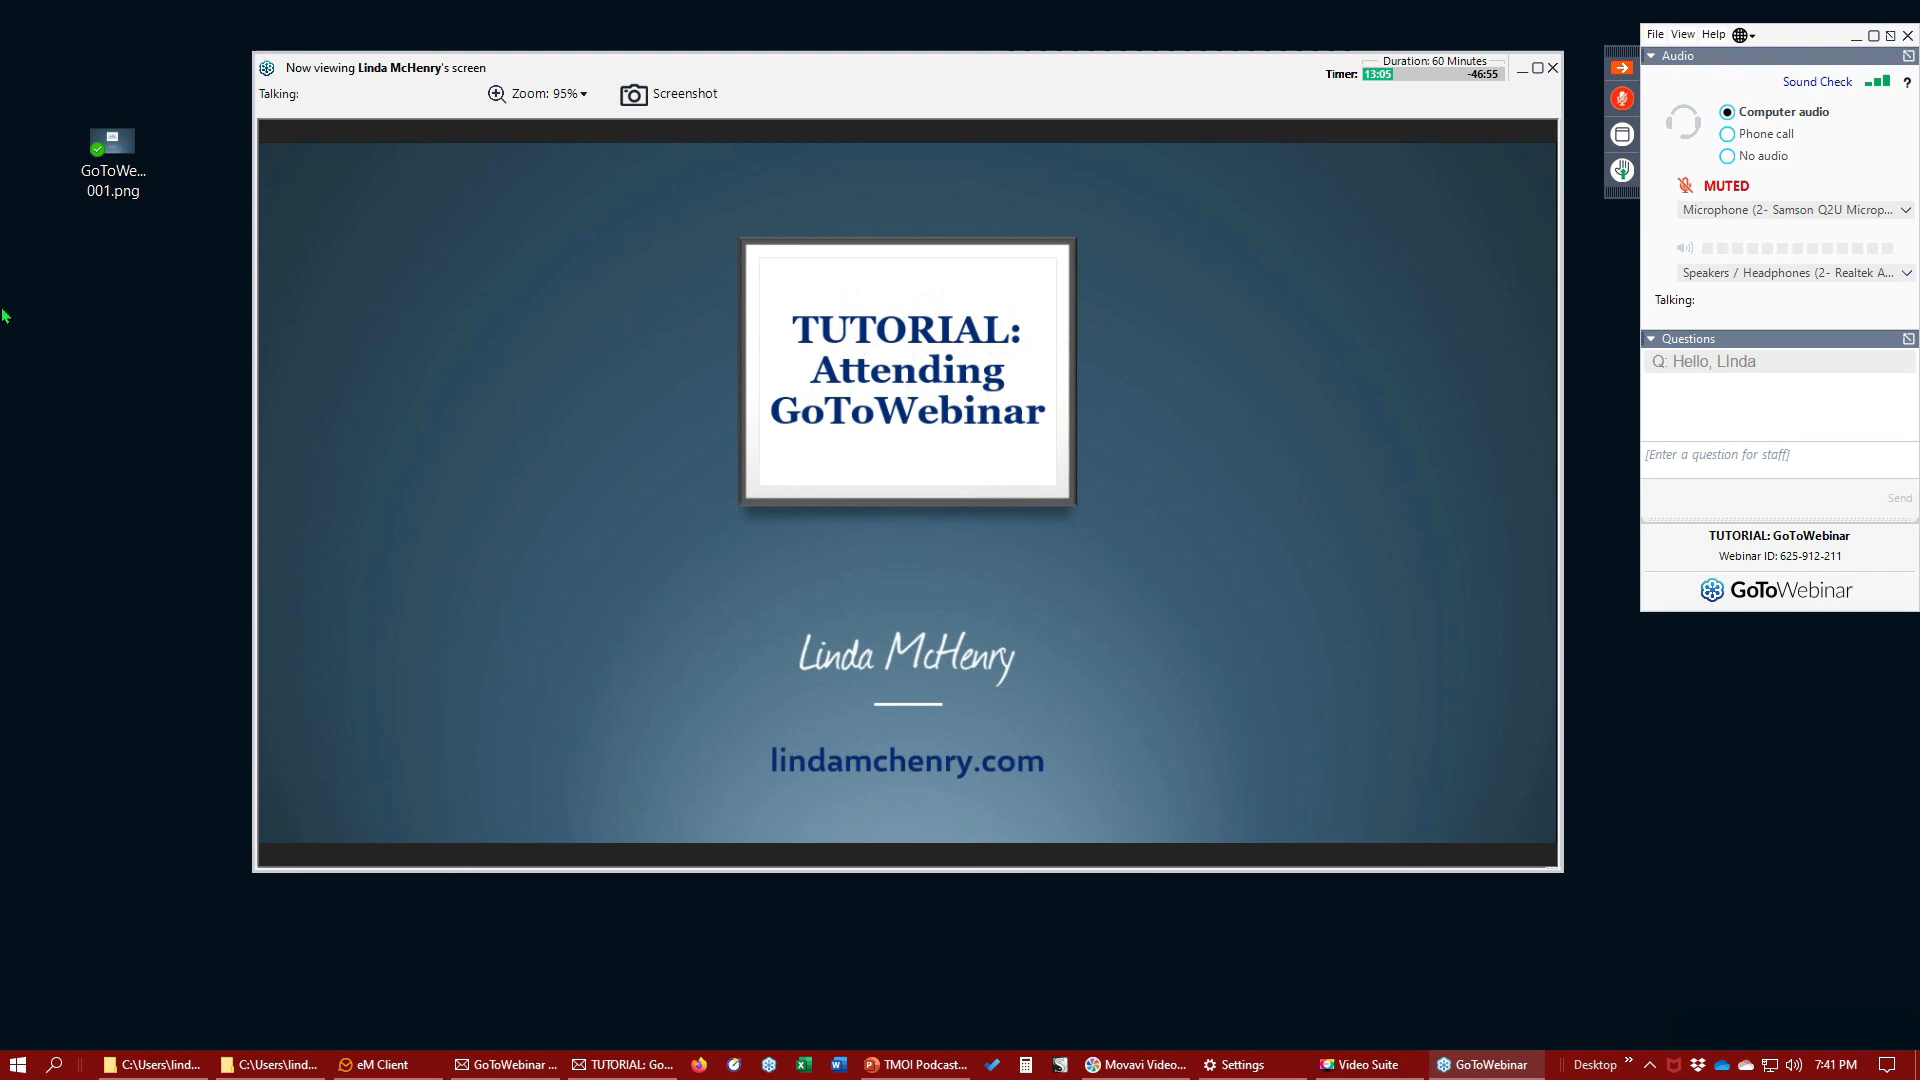 GoToWe...
001.png
Now viewing Linda McHenry's screen
Talking:
Zoom: 95%
Screenshot
Duration: 60 Minutes
Timer: 13:05 -46:55
TUTORIAL:
Attending
GoToWebinar
Linda McHenry
lindamchenry.com
File View Help
Audio
Sound Check ?
Computer audio
Phone call
No audio
MUTED
Microphone (2- Samson Q2U Microp...
Speakers / Headphones (2- Realtek A...
Talking:
Questions
Q: Hello, LInda
[Enter a question for staff]
Send
TUTORIAL: GoToWebinar
Webinar ID: 625-912-211
GoToWebinar
C:\Users\lind... C:\Users\lind... eM Client GoToWebinar ... TUTORIAL: Go... TMOI Podcast... Movavi Video... Settings Video Suite GoToWebinar Desktop 7:41 PM